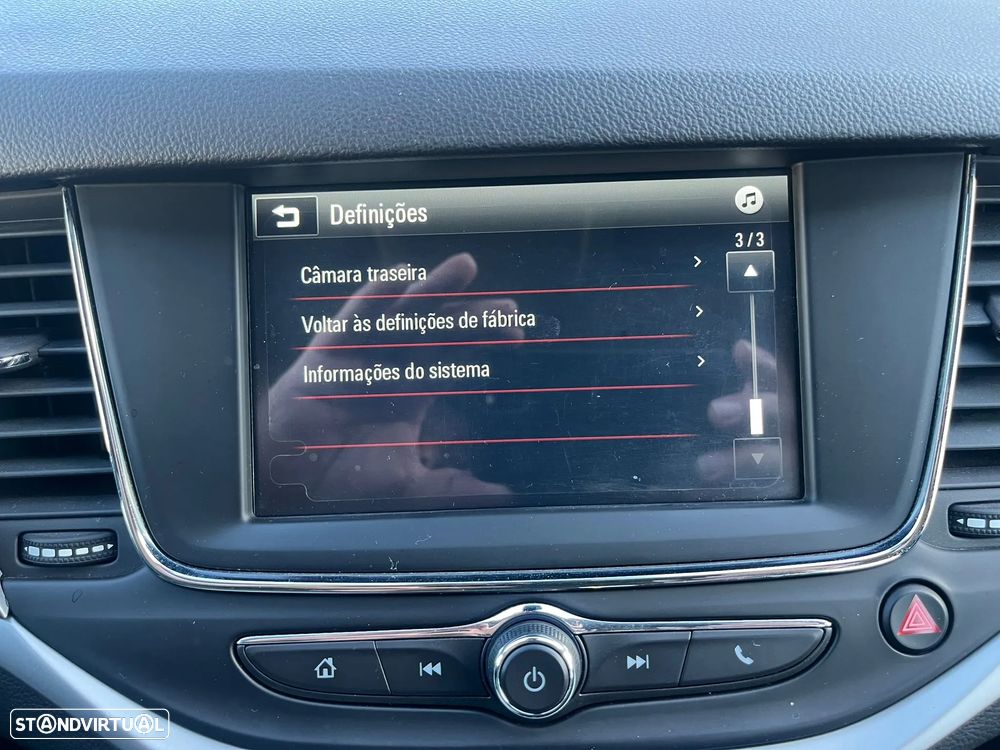 Definições
3/3
Câmara traseira
Voltar às definições de fábrica
Informações do sistema
STANDVIRTUAL